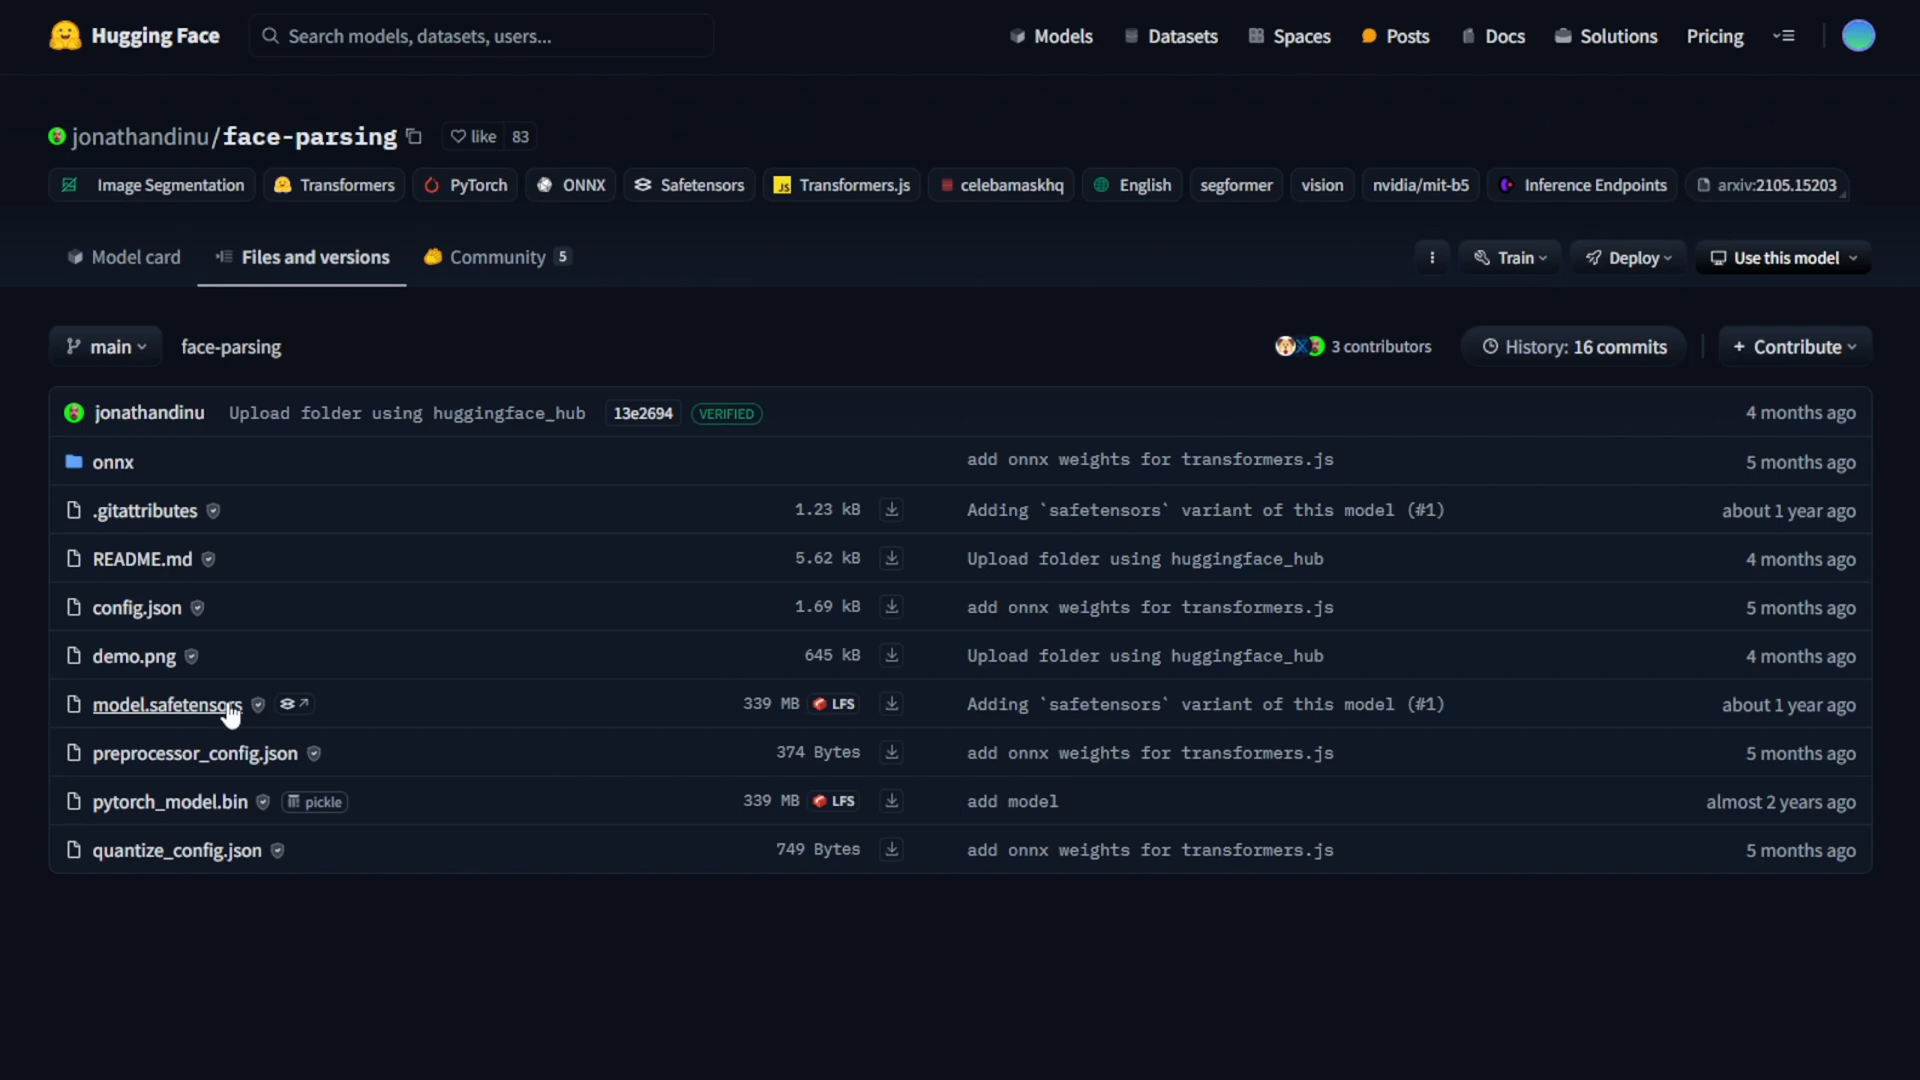 Hugging Face
Search models, datasets, users...
Models
Datasets
Spaces
Posts
Docs
Solutions
Pricing
jonathandinu/face-parsing
like 83
Image Segmentation
Transformers
PyTorch
ONNX
Safetensors
JS Transformers.js
celebamaskhq
English
segformer
vision
nvidia/mit-b5
Inference Endpoints
arxiv:2105.15203
Model card
Files and versions
Community 5
Train
Deploy
Use this model
main
face-parsing
3 contributors
History: 16 commits
+ Contribute
jonathandinu Upload folder using huggingface_hub 13e2694 VERIFIED 4 months ago
onnx add onnx weights for transformers.js 5 months ago
.gitattributes 1.23 kB Adding `safetensors` variant of this model (#1) about 1 year ago
README.md 5.62 kB Upload folder using huggingface_hub 4 months ago
config.json 1.69 kB add onnx weights for transformers.js 5 months ago
demo.png 645 kB Upload folder using huggingface_hub 4 months ago
model.safetensors 339 MB LFS Adding `safetensors` variant of this model (#1) about 1 year ago
preprocessor_config.json 374 Bytes add onnx weights for transformers.js 5 months ago
pytorch_model.bin pickle 339 MB LFS add model almost 2 years ago
quantize_config.json 749 Bytes add onnx weights for transformers.js 5 months ago